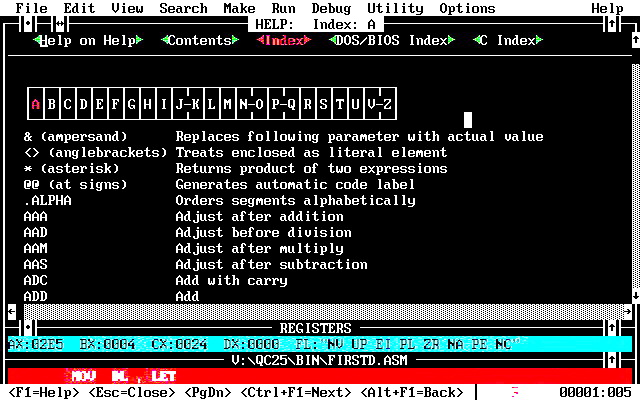 File Edit View Search Make Run Debug Utility Options Help
HELP: Index: A
Help on Help Contents Index DOS/BIOS Index C Index
A B C D E F G H I J-K L M N-O P-Q R S T U V-Z
& (ampersand) Replaces following parameter with actual value
<> (anglebrackets) Treats enclosed as literal element
* (asterisk) Returns product of two expressions
@@ (at signs) Generates automatic code label
.ALPHA Orders segments alphabetically
AAA Adjust after addition
AAD Adjust before division
AAM Adjust after multiply
AAS Adjust after subtraction
ADC Add with carry
ADD Add
REGISTERS
AX:02E5 BX:0004 CX:0024 DX:0000 FL: NV UP EI PL ZR NA PE NC
V:\QC25\BIN\FIRSTD.ASM
MOV DL, LET
<F1=Help> <Esc=Close> <PgDn> <Ctrl+F1=Next> <Alt+F1=Back> 00001:005